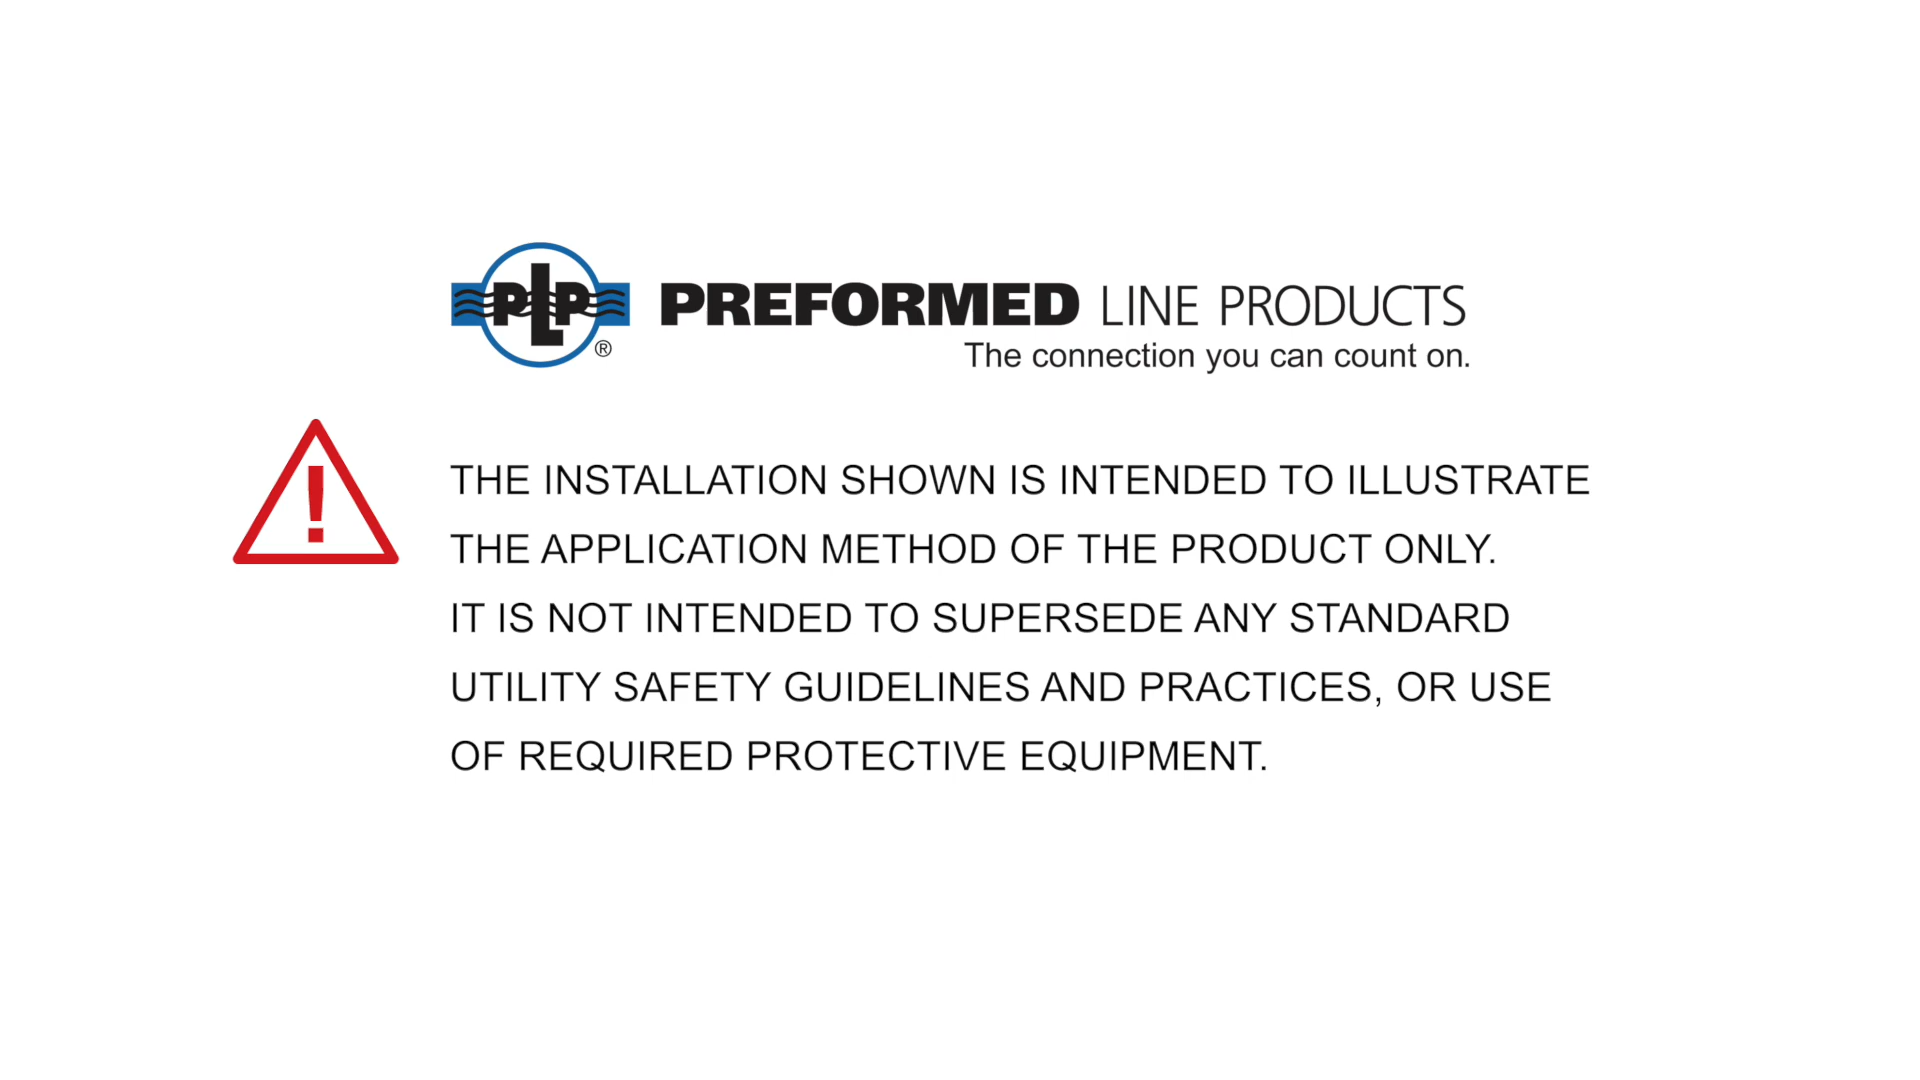 PLP®
PREFORMED LINE PRODUCTS
The connection you can count on.
!
THE INSTALLATION SHOWN IS INTENDED TO ILLUSTRATE
THE APPLICATION METHOD OF THE PRODUCT ONLY.
IT IS NOT INTENDED TO SUPERSEDE ANY STANDARD
UTILITY SAFETY GUIDELINES AND PRACTICES, OR USE
OF REQUIRED PROTECTIVE EQUIPMENT.